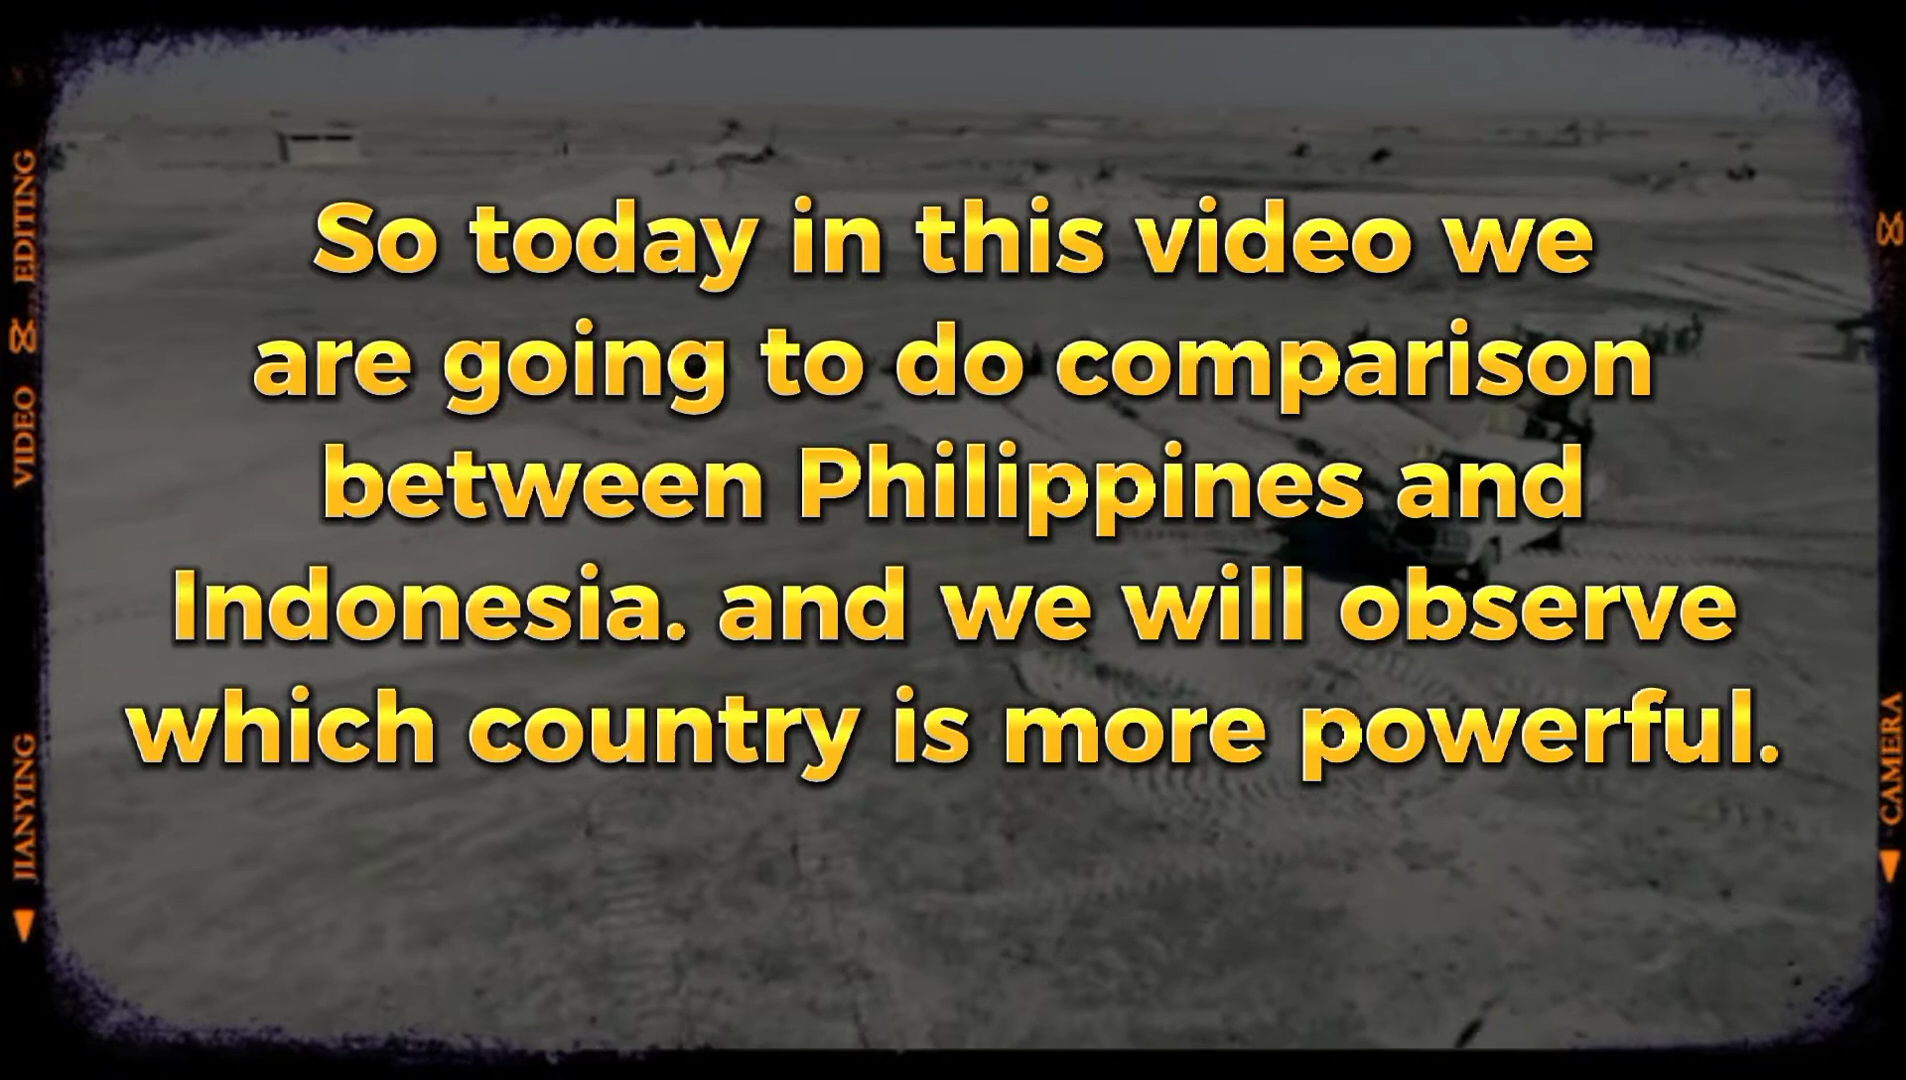 So today in this video we
are going to do comparison
between Philippines and
Indonesia. and we will observe
which country is more powerful.
VIDEO EDITING
JIANYING
CAMERA